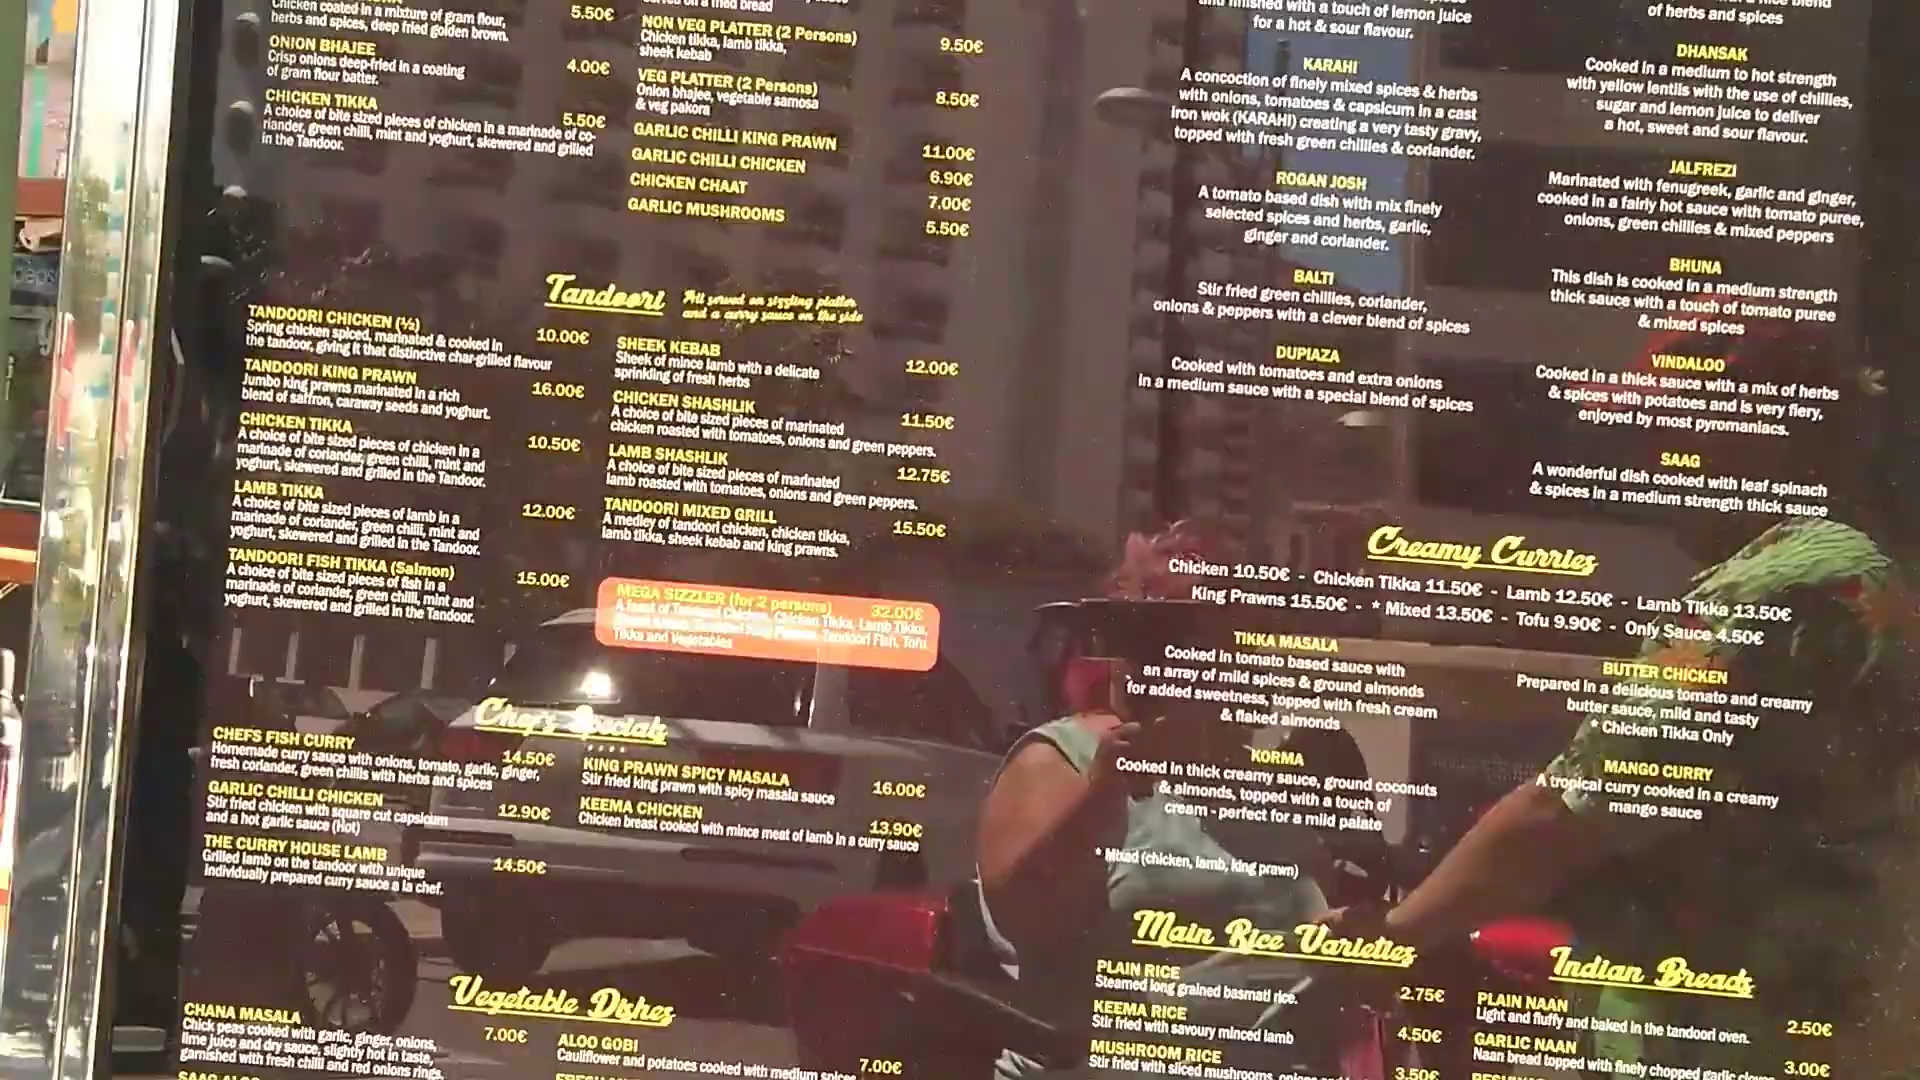 Chicken coated in a mixture of gram flour,
herbs and spices, deep fried golden brown.
5.50€
ONION BHAJEE
Crisp onions deep-fried in a coating
of gram flour batter.
4.00€
CHICKEN TIKKA
5.50€
A choice of bite sized pieces of chicken in a marinade of co-
riander, green chilli, mint and yoghurt, skewered and grilled
in the Tandoor.
served on a fried bread
NON VEG PLATTER (2 Persons)
Chicken tikka, lamb tikka,
sheek kebab
9.50€
VEG PLATTER (2 Persons)
Onion bhajee, vegetable samosa
& veg pakora
8.50€
GARLIC CHILLI KING PRAWN 11.00€
GARLIC CHILLI CHICKEN 6.90€
CHICKEN CHAAT 7.00€
GARLIC MUSHROOMS 5.50€
Tandoori
All served on sizzling platter
and a curry sauce on the side
TANDOORI CHICKEN (½)
Spring chicken spiced, marinated & cooked in
the tandoor, giving it that distinctive char-grilled flavour
10.00€
TANDOORI KING PRAWN
Jumbo king prawns marinated in a rich
blend of saffron, caraway seeds and yoghurt.
16.00€
CHICKEN TIKKA
A choice of bite sized pieces of chicken in a
marinade of coriander, green chilli, mint and
yoghurt, skewered and grilled in the Tandoor.
10.50€
LAMB TIKKA
A choice of bite sized pieces of lamb in a
marinade of coriander, green chilli, mint and
yoghurt, skewered and grilled in the Tandoor.
12.00€
TANDOORI FISH TIKKA (Salmon)
A choice of bite sized pieces of fish in a
marinade of coriander, green chilli, mint and
yoghurt, skewered and grilled in the Tandoor.
15.00€
SHEEK KEBAB
Sheek of mince lamb with a delicate
sprinkling of fresh herbs
12.00€
CHICKEN SHASHLIK
A choice of bite sized pieces of marinated
chicken roasted with tomatoes, onions and green peppers.
11.50€
LAMB SHASHLIK
A choice of bite sized pieces of marinated
lamb roasted with tomatoes, onions and green peppers.
12.75€
TANDOORI MIXED GRILL
A medley of tandoori chicken, chicken tikka,
lamb tikka, sheek kebab and king prawns.
15.50€
MEGA SIZZLER (for 2 persons) 32.00€
A feast of Tandoori Chicken, Chicken Tikka, Lamb Tikka,
Tandoori Fish, Tofu
Tikka and Vegetables
Chef's Specials
CHEFS FISH CURRY
14.50€
Homemade curry sauce with onions, tomato, garlic, ginger,
fresh coriander, green chillis with herbs and spices
GARLIC CHILLI CHICKEN
Stir fried chicken with square cut capsicum
and a hot garlic sauce (Hot)
12.90€
THE CURRY HOUSE LAMB
Grilled lamb on the tandoor with unique
individually prepared curry sauce a la chef.
14.50€
KING PRAWN SPICY MASALA
Stir fried king prawn with spicy masala sauce
16.00€
KEEMA CHICKEN
13.90€
Chicken breast cooked with mince meat of lamb in a curry sauce
Vegetable Dishes
CHANA MASALA
Chick peas cooked with garlic, ginger, onions,
lime juice and dry sauce, slightly hot in taste,
garnished with fresh chilli and red onions rings.
7.00€
SAAG ALOO
ALOO GOBI
Cauliflower and potatoes cooked with medium spices
7.00€
and finished with a touch of lemon juice
for a hot & sour flavour.
KARAHI
A concoction of finely mixed spices & herbs
with onions, tomatoes & capsicum in a cast
iron wok (KARAHI) creating a very tasty gravy,
topped with fresh green chillies & coriander.
ROGAN JOSH
A tomato based dish with mix finely
selected spices and herbs, garlic,
ginger and coriander.
BALTI
Stir fried green chillies, coriander,
onions & peppers with a clever blend of spices
DUPIAZA
Cooked with tomatoes and extra onions
in a medium sauce with a special blend of spices
of herbs and spices
DHANSAK
Cooked in a medium to hot strength
with yellow lentils with the use of chillies,
sugar and lemon juice to deliver
a hot, sweet and sour flavour.
JALFREZI
Marinated with fenugreek, garlic and ginger,
cooked in a fairly hot sauce with tomato puree,
onions, green chillies & mixed peppers
BHUNA
This dish is cooked in a medium strength
thick sauce with a touch of tomato puree
& mixed spices
VINDALOO
Cooked in a thick sauce with a mix of herbs
& spices with potatoes and is very fiery,
enjoyed by most pyromaniacs.
SAAG
A wonderful dish cooked with leaf spinach
& spices in a medium strength thick sauce
Creamy Curries
Chicken 10.50€ - Chicken Tikka 11.50€ - Lamb 12.50€ - Lamb Tikka 13.50€
King Prawns 15.50€ - * Mixed 13.50€ - Tofu 9.90€ - Only Sauce 4.50€
TIKKA MASALA
Cooked in tomato based sauce with
an array of mild spices & ground almonds
for added sweetness, topped with fresh cream
& flaked almonds
KORMA
Cooked in thick creamy sauce, ground coconuts
& almonds, topped with a touch of
cream - perfect for a mild palate
BUTTER CHICKEN
Prepared in a delicious tomato and creamy
butter sauce, mild and tasty
* Chicken Tikka Only
MANGO CURRY
A tropical curry cooked in a creamy
mango sauce
* Mixed (chicken, lamb, king prawn)
Main Rice Varieties
PLAIN RICE
Steamed long grained basmati rice.
2.75€
KEEMA RICE
Stir fried with savoury minced lamb
4.50€
MUSHROOM RICE
Stir fried with sliced mushrooms, onions
3.50€
Indian Breads
PLAIN NAAN
Light and fluffy and baked in the tandoori oven.
2.50€
GARLIC NAAN
Naan bread topped with finely chopped garlic
3.00€